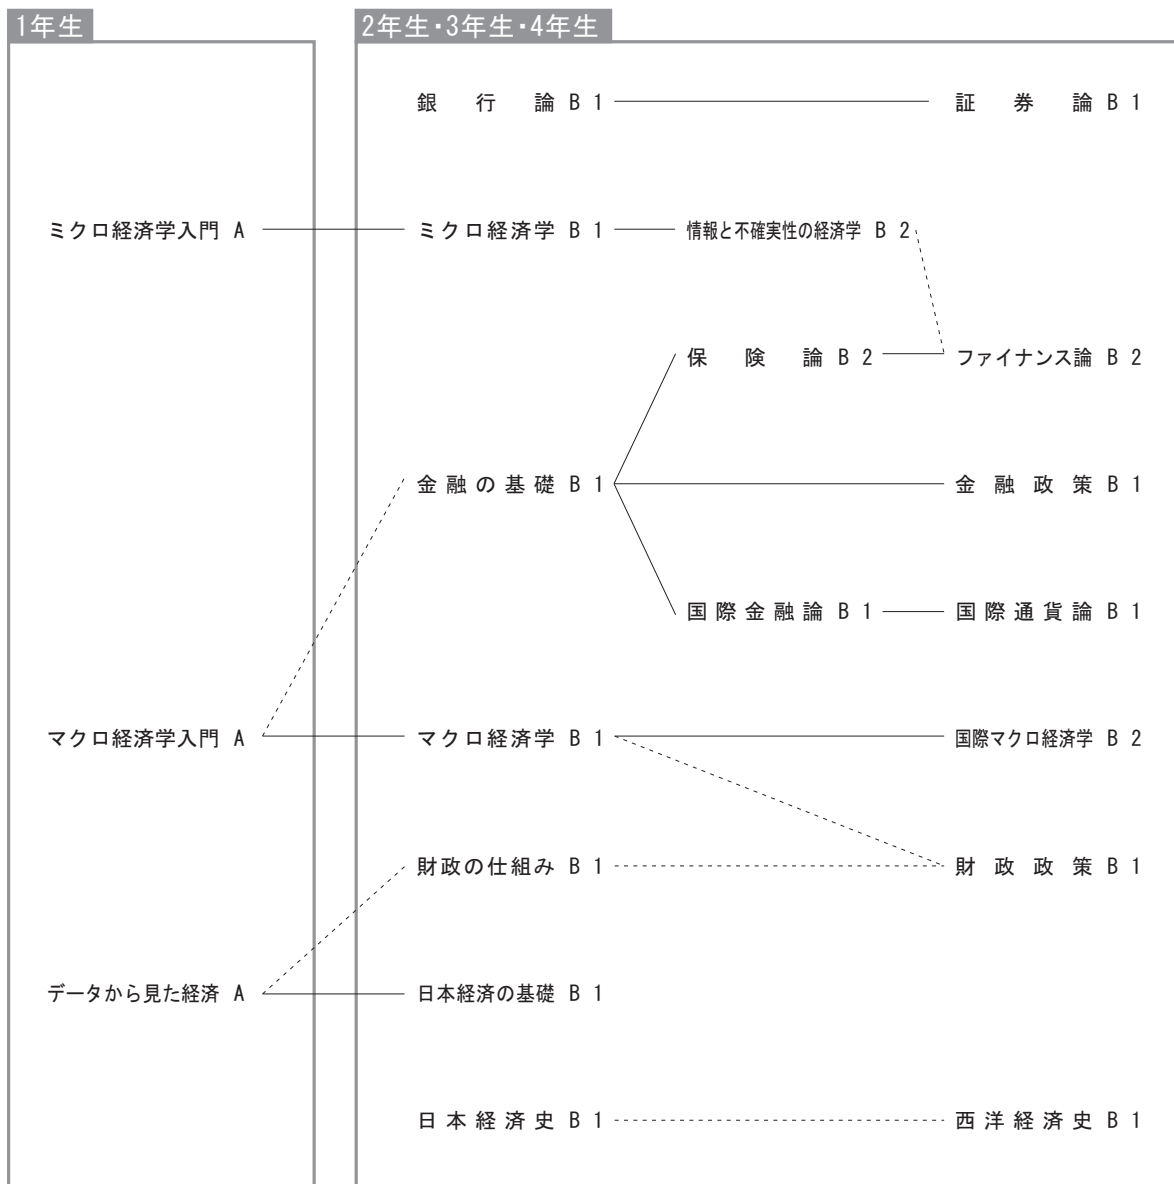 1年生
2年生・3年生・4年生
銀行論 B 1
証券論 B 1
ミクロ経済学入門 A
ミクロ経済学 B 1
情報と不確実性の経済学 B 2
保険論 B 2
ファイナンス論 B 2
金融の基礎 B 1
金融政策 B 1
国際金融論 B 1
国際通貨論 B 1
マクロ経済学入門 A
マクロ経済学 B 1
国際マクロ経済学 B 2
財政の仕組み B 1
財政政策 B 1
データから見た経済 A
日本経済の基礎 B 1
日本経済史 B 1
西洋経済史 B 1